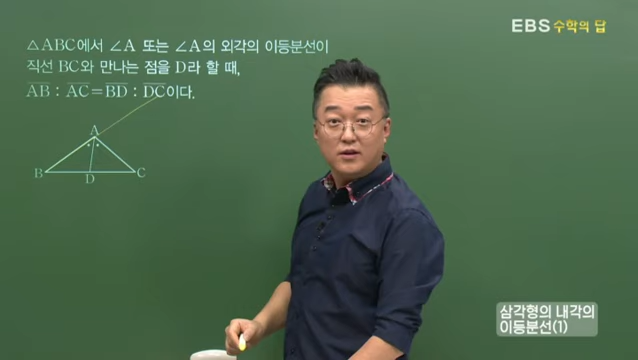 EBS 수학의 답
△ABC에서 ∠A 또는 ∠A의 외각의 이등분선이
직선 BC와 만나는 점을 D라 할 때,
AB : AC = BD : DC이다.
A
B
D
C
삼각형의 내각의
이등분선(1)